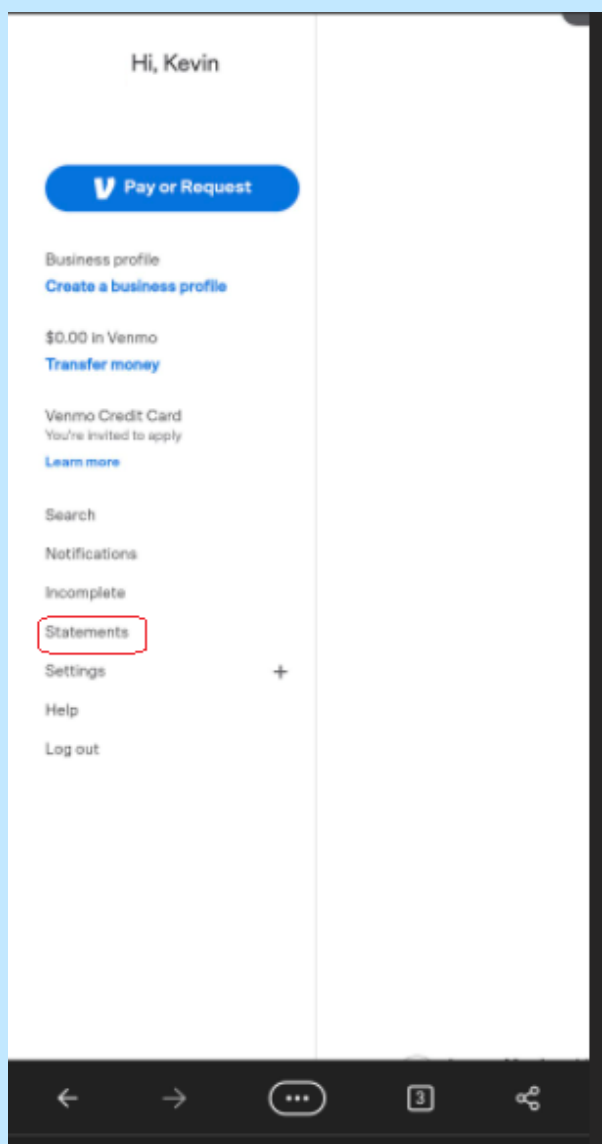 Hi, Kevin
Pay or Request
Business profile
Create a business profile
$0.00 in Venmo
Transfer money
Venmo Credit Card
You're invited to apply
Learn more
Search
Notifications
Incomplete
Statements
Settings +
Help
Log out
3